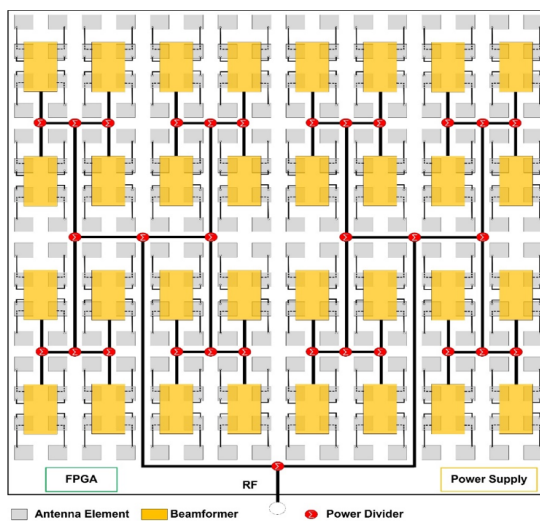 FPGA
RF
Power Supply
Antenna Element
Beamformer
Σ Power Divider